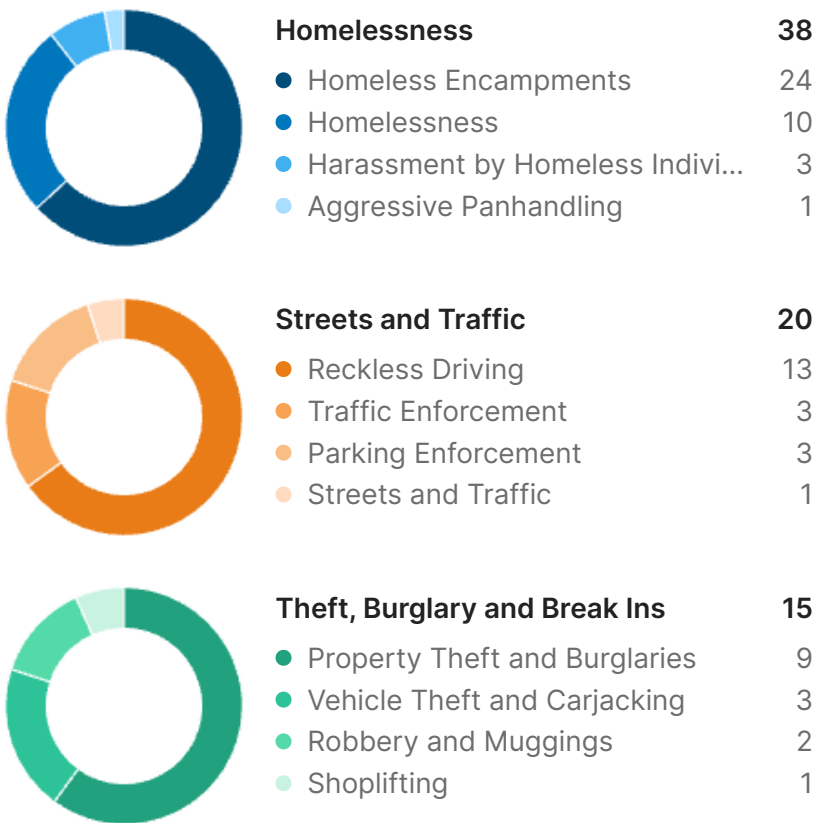 Homelessness 38
Homeless Encampments 24
Homelessness 10
Harassment by Homeless Indivi... 3
Aggressive Panhandling 1
Streets and Traffic 20
Reckless Driving 13
Traffic Enforcement 3
Parking Enforcement 3
Streets and Traffic 1
Theft, Burglary and Break Ins 15
Property Theft and Burglaries 9
Vehicle Theft and Carjacking 3
Robbery and Muggings 2
Shoplifting 1